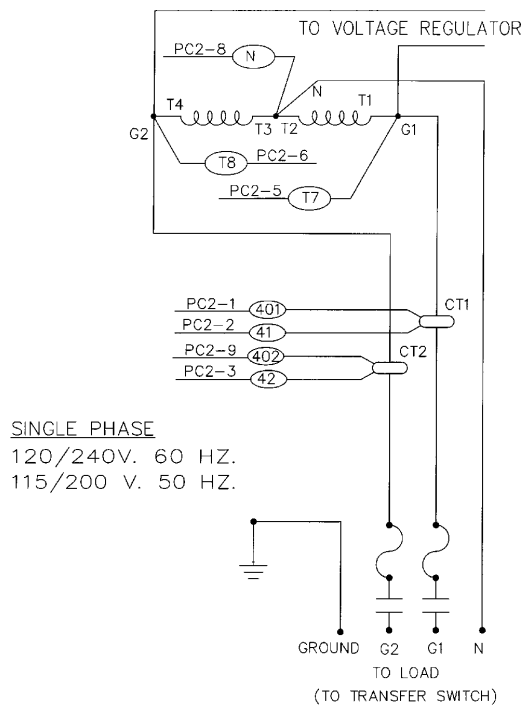 TO VOLTAGE REGULATOR
PC2-8 N
N
T4 T3 T2 T1
G2 G1
T8 PC2-6
PC2-5 T7
PC2-1 401 CT1
PC2-2 41
PC2-9 402 CT2
PC2-3 42
SINGLE PHASE
120/240V. 60 HZ.
115/200 V. 50 HZ.
GROUND G2 G1 N
TO LOAD
(TO TRANSFER SWITCH)